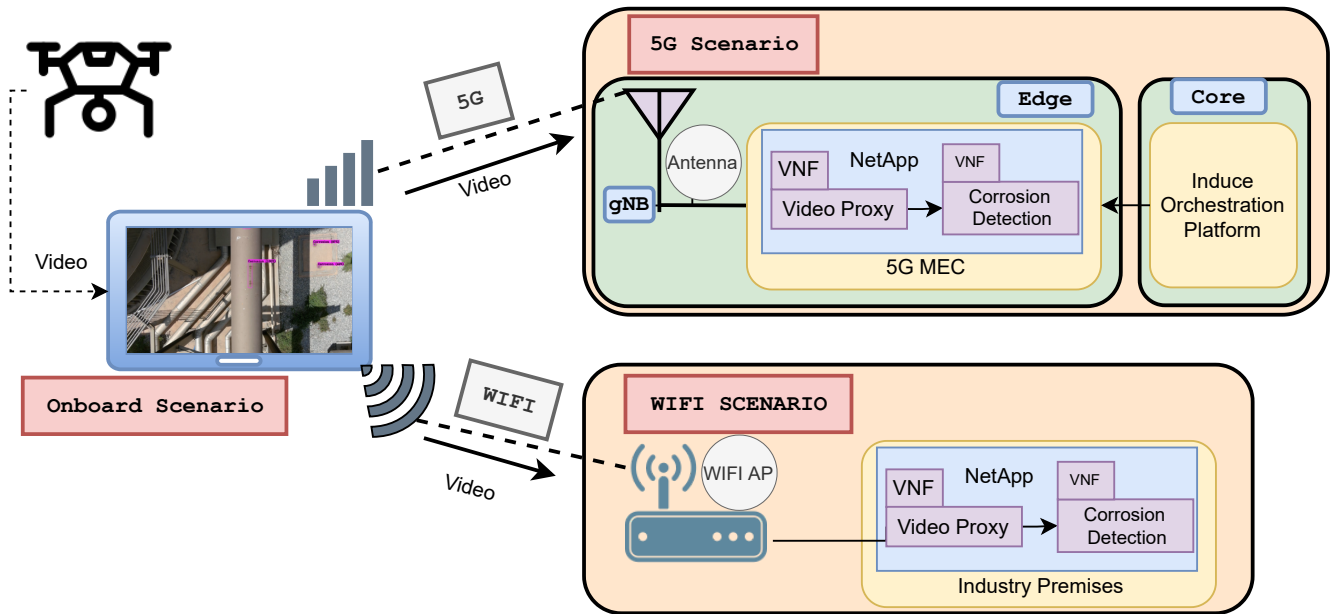 5G Scenario
5G
Edge
Core
Antenna
VNF
NetApp
VNF
Video Proxy
Corrosion
Detection
gNB
5G MEC
Induce
Orchestration
Platform
Video
Video
Onboard Scenario
WIFI
Video
WIFI SCENARIO
WIFI AP
VNF
NetApp
VNF
Video Proxy
Corrosion
Detection
Industry Premises